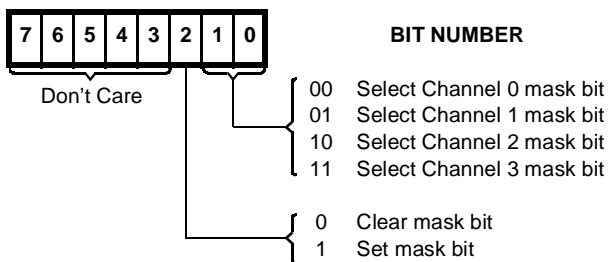 7 6 5 4 3 2 1 0 BIT NUMBER
Don't Care
00 Select Channel 0 mask bit
01 Select Channel 1 mask bit
10 Select Channel 2 mask bit
11 Select Channel 3 mask bit
0 Clear mask bit
1 Set mask bit